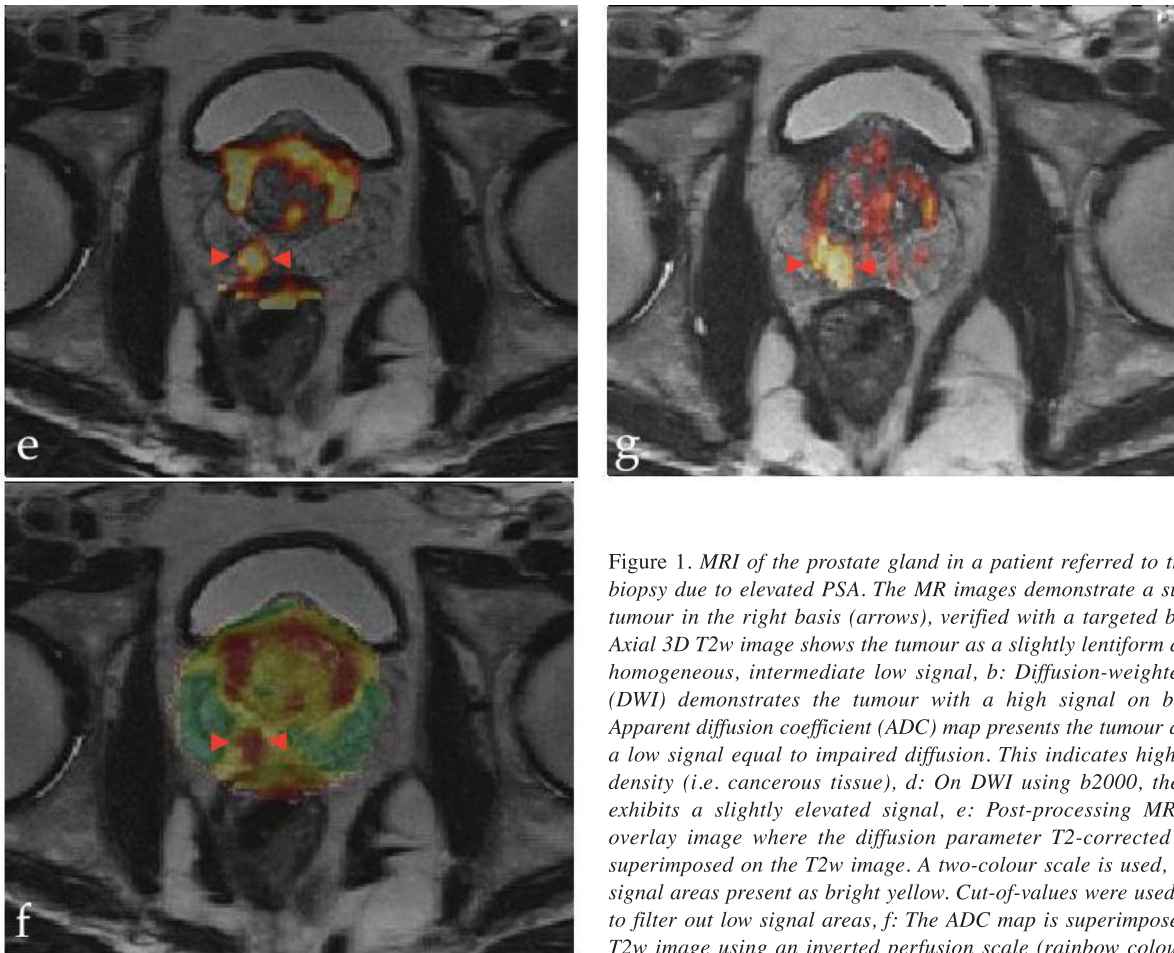 e
g
f
Figure 1. MRI of the prostate gland in a patient referred to
biopsy due to elevated PSA. The MR images demonstrate a
tumour in the right basis (arrows), verified with a targeted
Axial 3D T2w image shows the tumour as a slightly lentiform
homogeneous, intermediate low signal, b: Diffusion-weighte
(DWI) demonstrates the tumour with a high signal on
Apparent diffusion coefficient (ADC) map presents the tumour
a low signal equal to impaired diffusion. This indicates high
density (i.e. cancerous tissue), d: On DWI using b2000, the
exhibits a slightly elevated signal, e: Post-processing MR
overlay image where the diffusion parameter T2-corrected
superimposed on the T2w image. A two-colour scale is used,
signal areas present as bright yellow. Cut-of-values were used
to filter out low signal areas, f: The ADC map is superimpose
T2w image using an inverted perfusion scale (rainbow colou